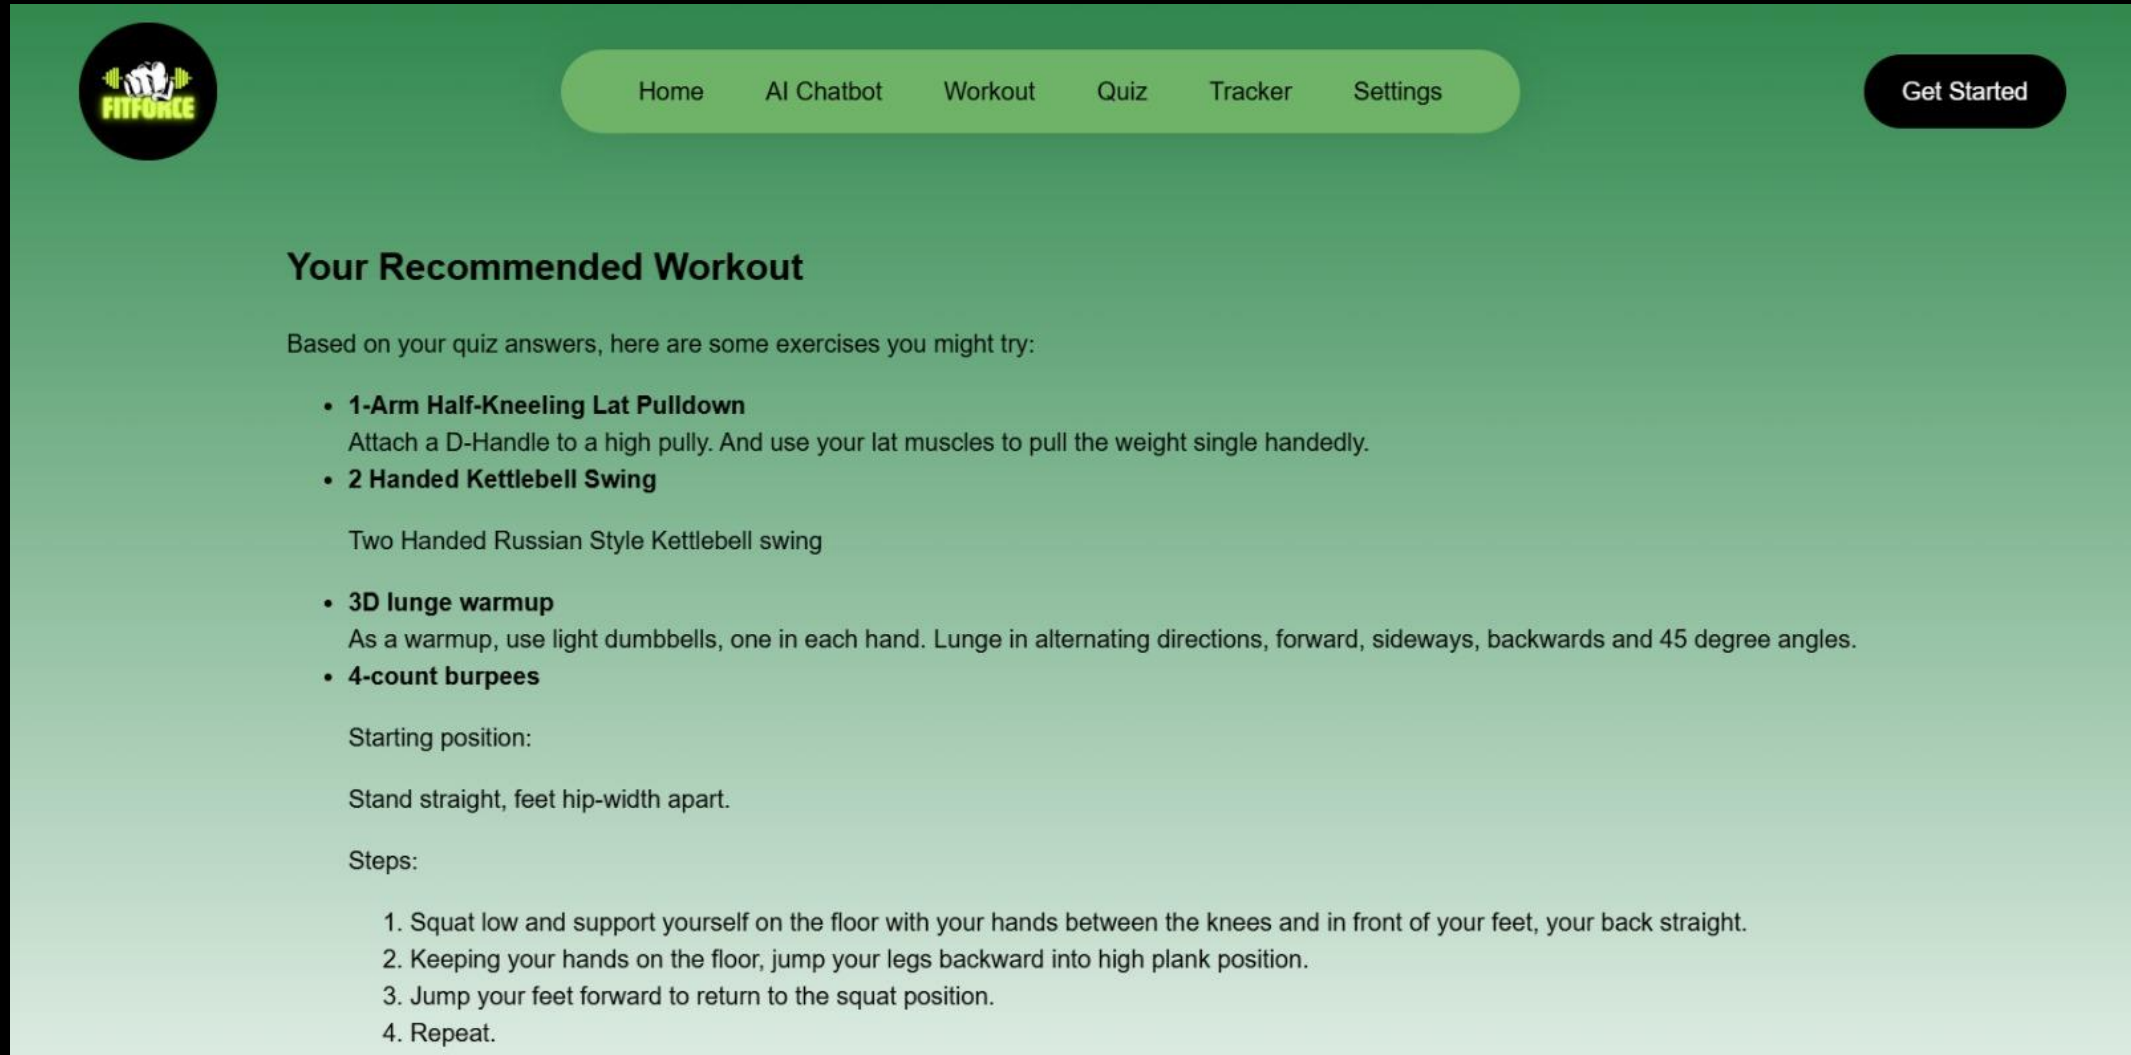 FITFORCE
Home
AI Chatbot
Workout
Quiz
Tracker
Settings
Get Started
Your Recommended Workout
Based on your quiz answers, here are some exercises you might try:
• 1-Arm Half-Kneeling Lat Pulldown
Attach a D-Handle to a high pully. And use your lat muscles to pull the weight single handedly.
• 2 Handed Kettlebell Swing
Two Handed Russian Style Kettlebell swing
• 3D lunge warmup
As a warmup, use light dumbbells, one in each hand. Lunge in alternating directions, forward, sideways, backwards and 45 degree angles.
• 4-count burpees
Starting position:
Stand straight, feet hip-width apart.
Steps:
1. Squat low and support yourself on the floor with your hands between the knees and in front of your feet, your back straight.
2. Keeping your hands on the floor, jump your legs backward into high plank position.
3. Jump your feet forward to return to the squat position.
4. Repeat.